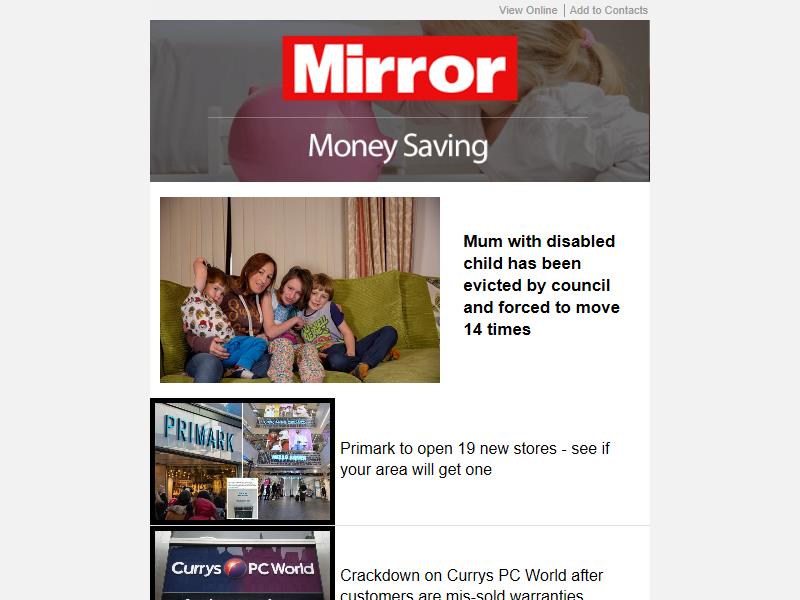 View Online | Add to Contacts
Mirror
Money Saving
Mum with disabled
child has been
evicted by council
and forced to move
14 times
PRIMARK
Primark to open 19 new stores - see if
your area will get one
Currys PC World
Crackdown on Currys PC World after
customers are mis-sold warranties